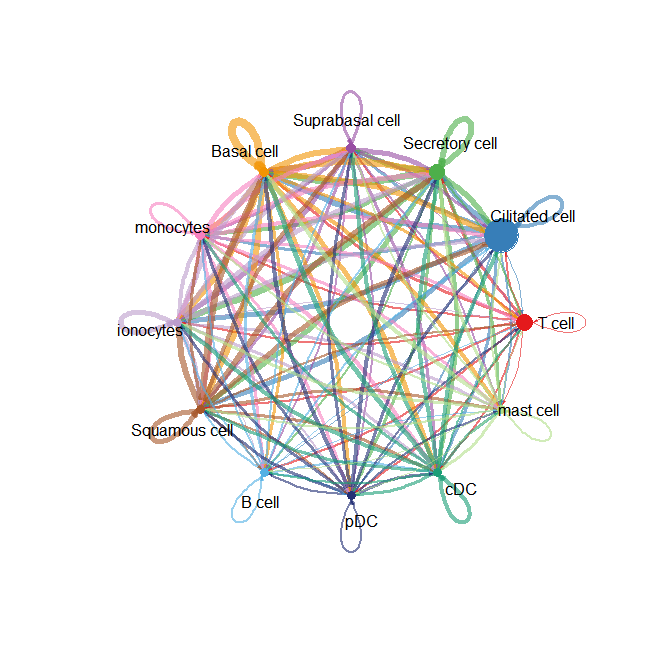 Suprabasal cell
Secretory cell
Basal cell
Cilitated cell
monocytes
T cell
ionocytes
mast cell
Squamous cell
cDC
B cell
pDC